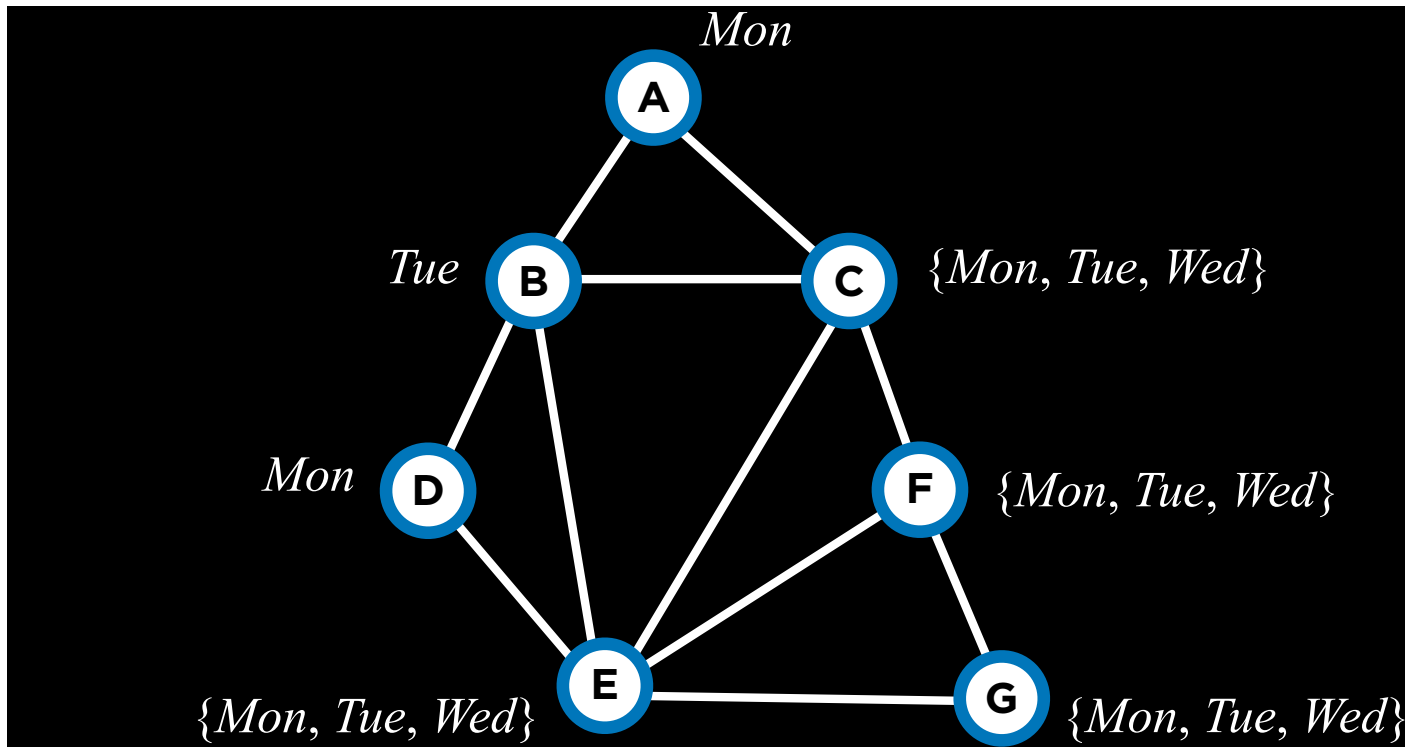 Mon
A
Tue
B
C
{Mon, Tue, Wed}
Mon
D
F
{Mon, Tue, Wed}
E
{Mon, Tue, Wed}
G
{Mon, Tue, Wed}